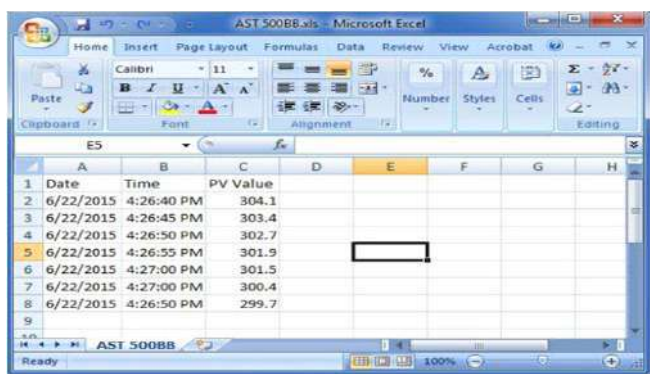 AST 500BB.xls - Microsoft Excel
Home Insert Page Layout Formulas Data Review View Acrobat
Calibri 11
B I U A A
Paste
% Number
A Styles
Cells
Σ
Clipboard Font Alignment Editing
E5 fx
A B C D E F G H
1 Date Time PV Value
2 6/22/2015 4:26:40 PM 304.1
3 6/22/2015 4:26:45 PM 303.4
4 6/22/2015 4:26:50 PM 302.7
5 6/22/2015 4:26:55 PM 301.9
6 6/22/2015 4:27:00 PM 301.5
7 6/22/2015 4:27:00 PM 300.4
8 6/22/2015 4:26:50 PM 299.7
9
10
AST 500BB
Ready 100%